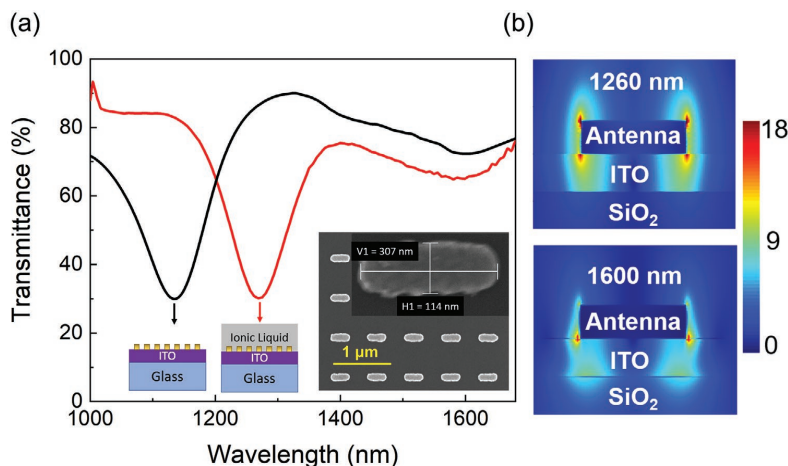 (a)
100
80
60
40
20
0
Transmittance (%)
1000
1200
1400
1600
Wavelength (nm)
ITO
Glass
Ionic Liquid
ITO
Glass
V1 = 307 nm
H1 = 114 nm
1 µm
(b)
1260 nm
Antenna
ITO
SiO₂
1600 nm
Antenna
ITO
SiO₂
18
9
0